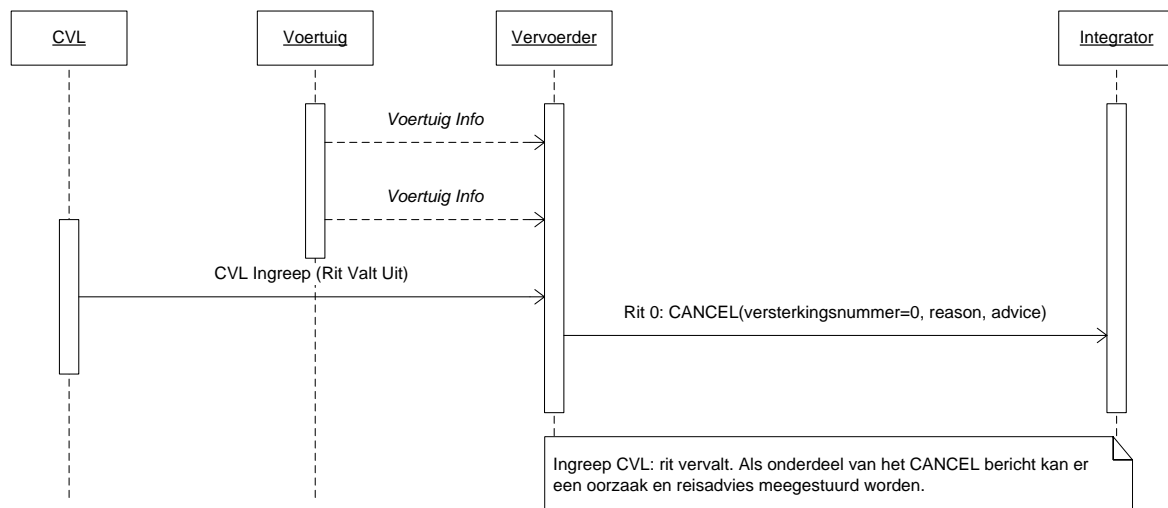 CVL
Voertuig
Vervoerder
Integrator
Voertuig Info
Voertuig Info
CVL Ingreep (Rit Valt Uit)
Rit 0: CANCEL(versterkingsnummer=0, reason, advice)
Ingreep CVL: rit vervalt. Als onderdeel van het CANCEL bericht kan er
een oorzaak en reisadvies meegestuurd worden.